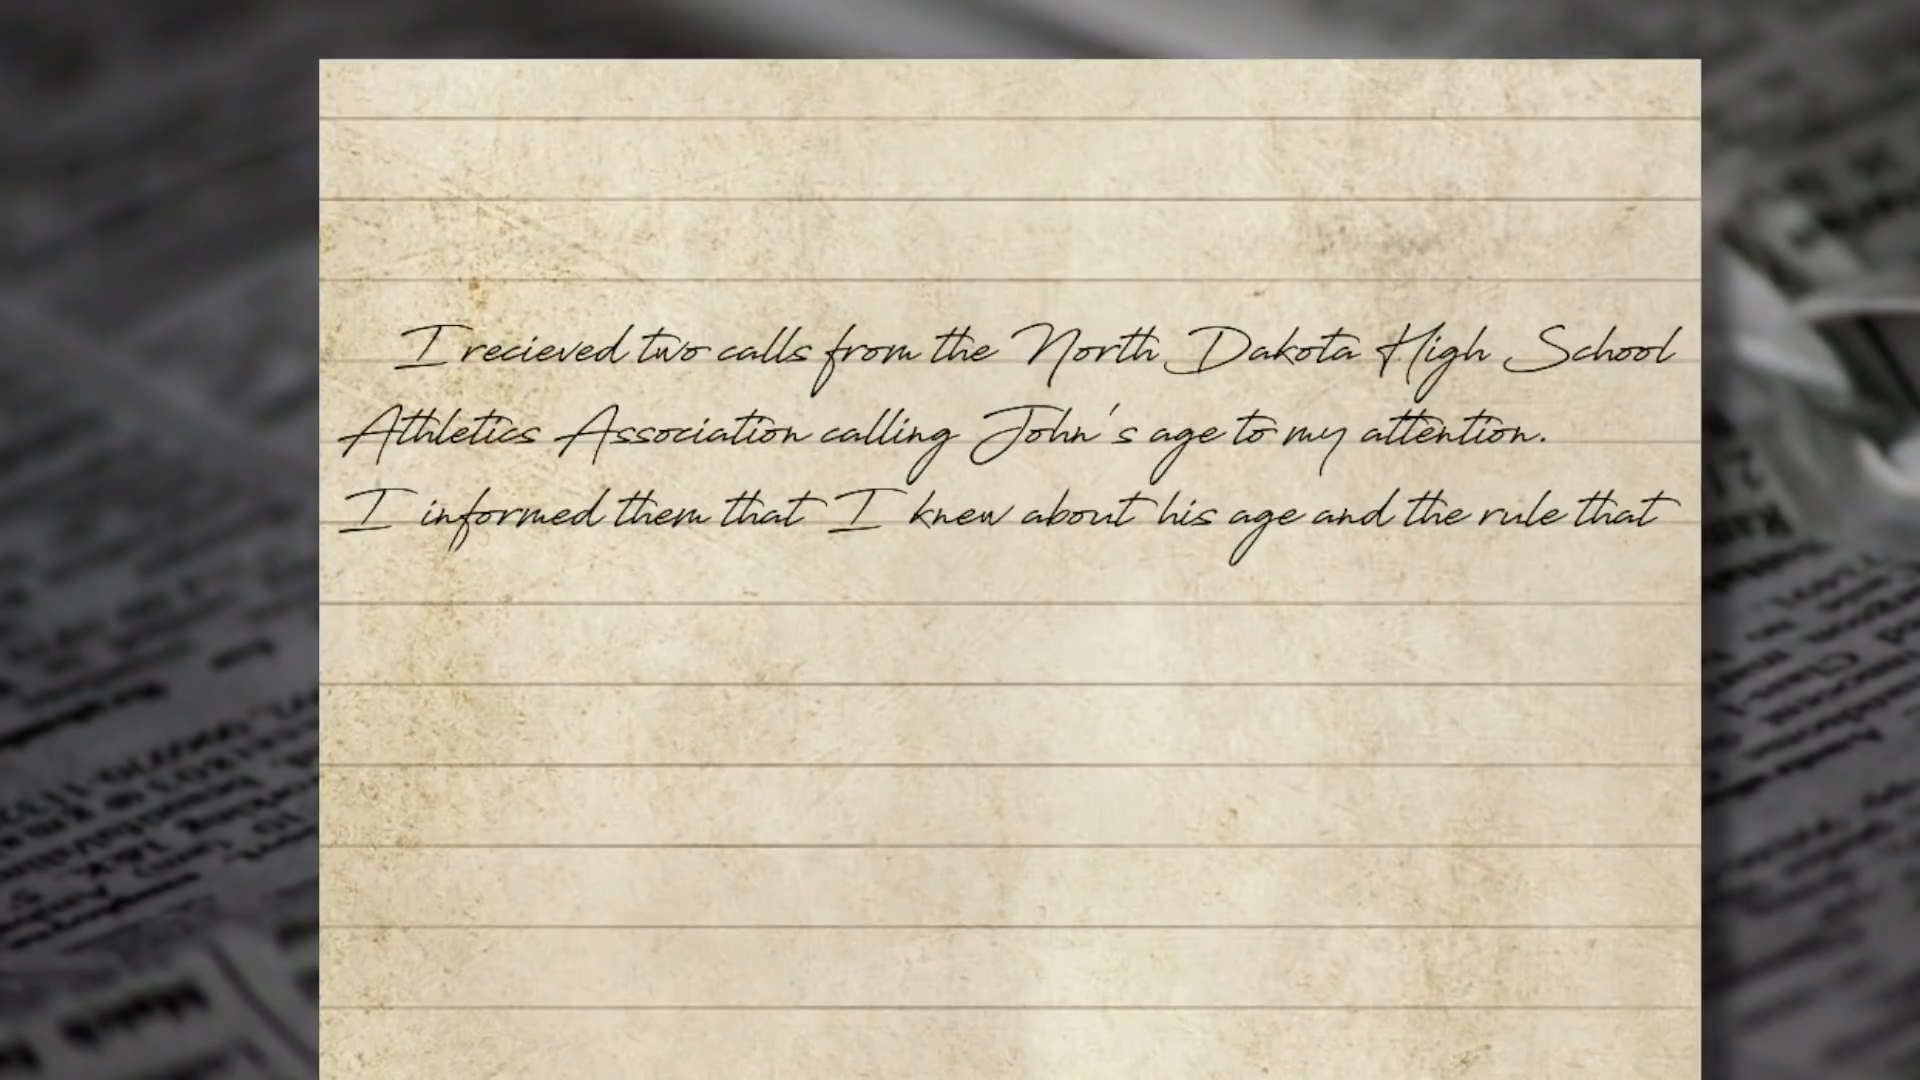 I recieved two calls from the North Dakota High School
Athletics Association calling John's age to my attention.
I informed them that I knew about his age and the rule that